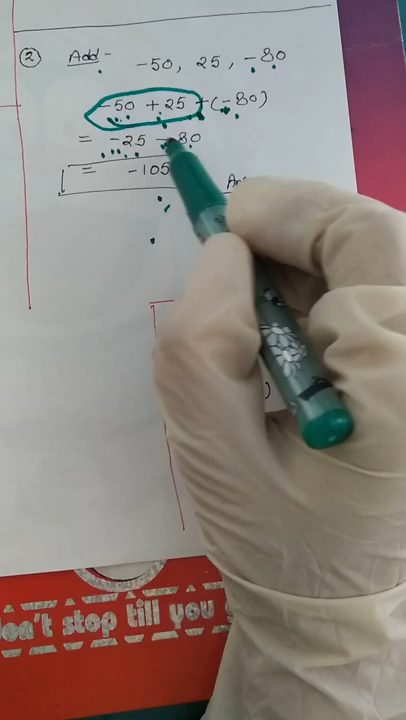 ② Add - -50, 25, -80
-50 + 25 + (-80)
= -25 - 80
= -105
don't stop till you